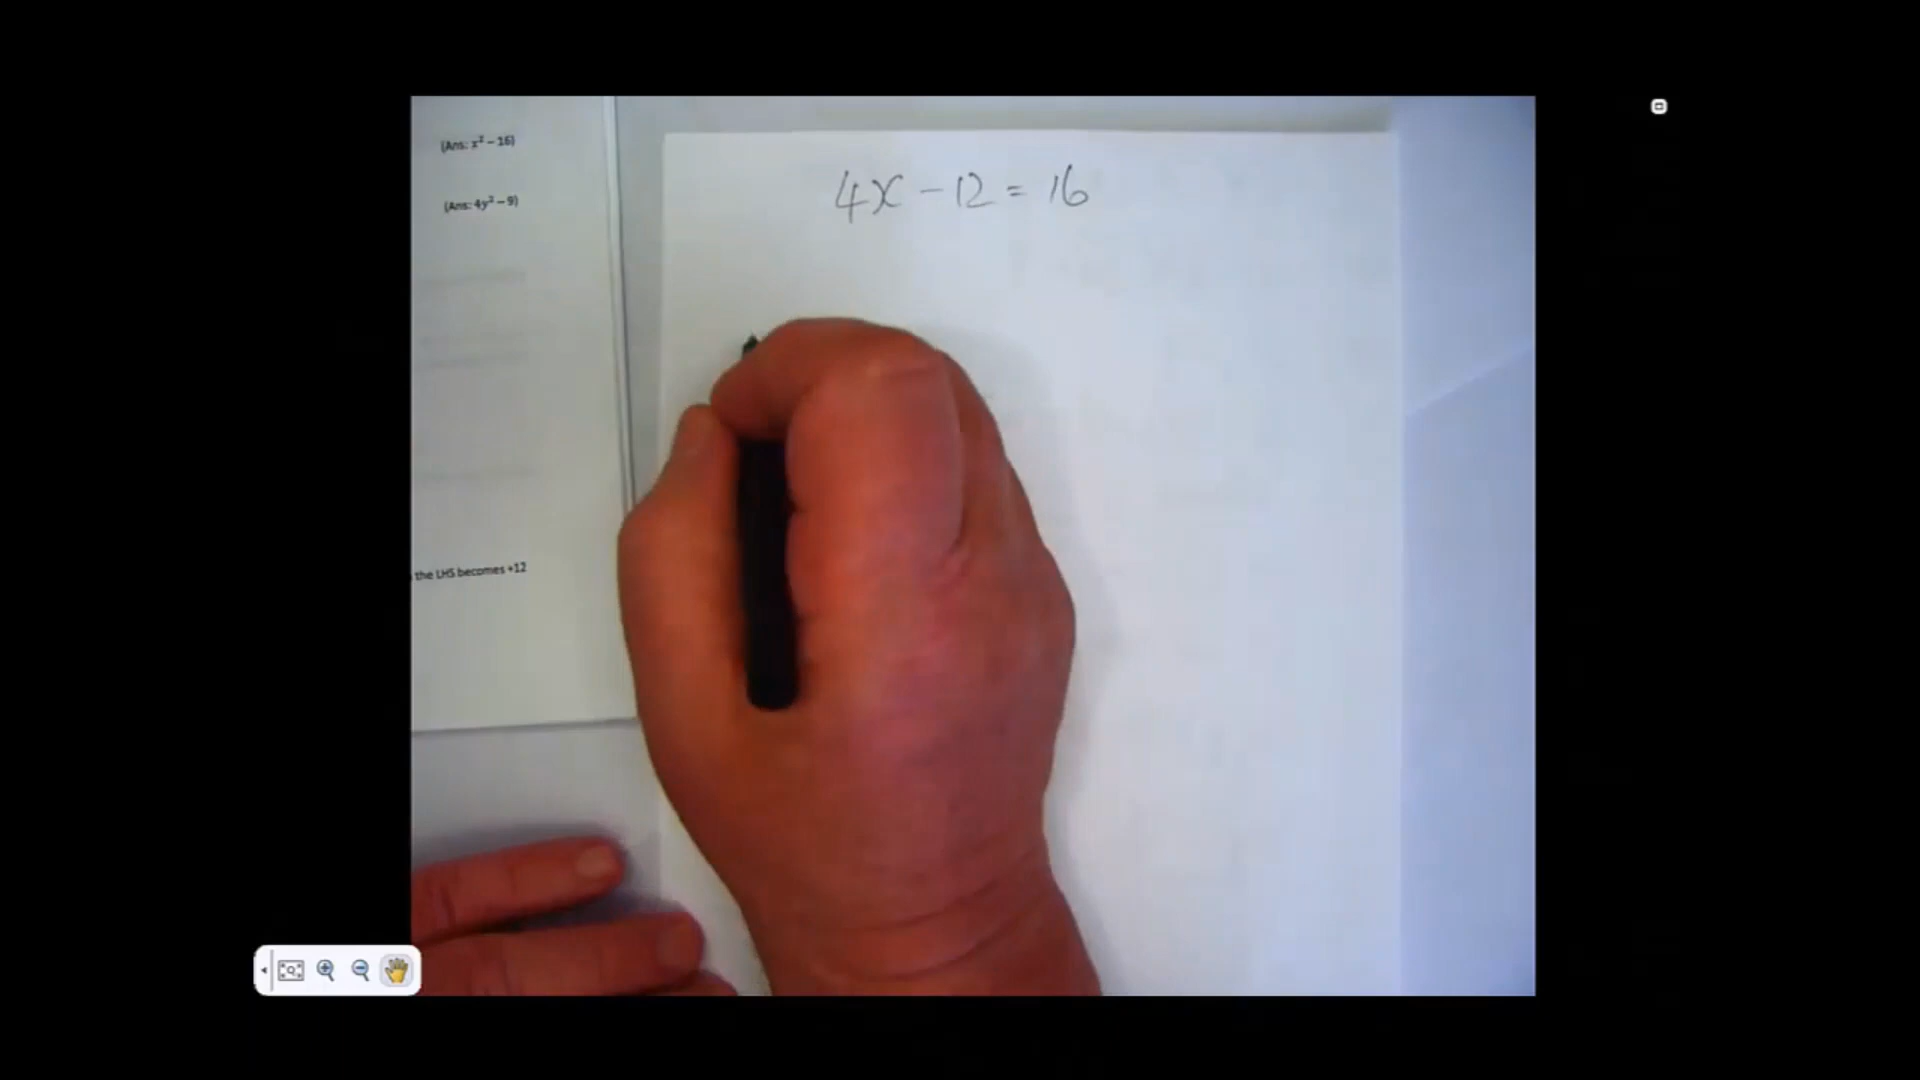 (Ans: x² – 16)
(Ans: 4y² – 9)
4x - 12 = 16
the LHS becomes +12